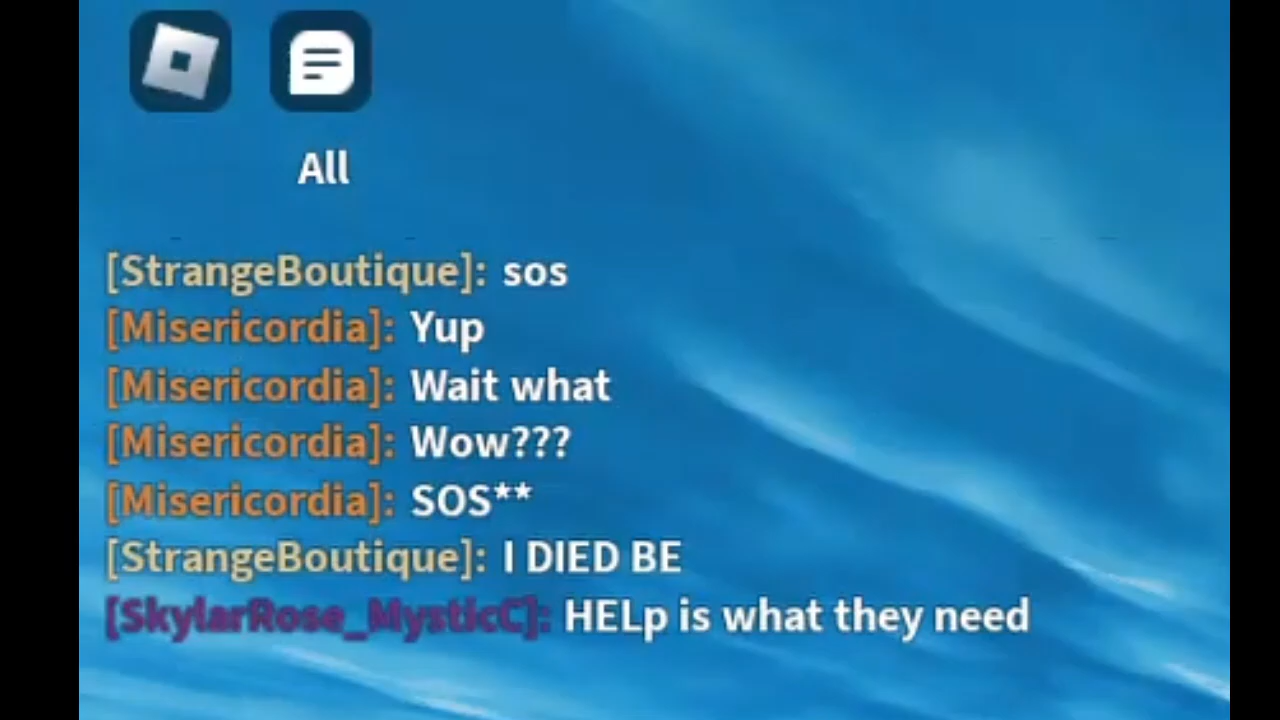 All
[StrangeBoutique]: sos
[Misericordia]: Yup
[Misericordia]: Wait what
[Misericordia]: Wow???
[Misericordia]: SOS**
[StrangeBoutique]: I DIED BE
[SkylarRose_MysticC]: HELp is what they need